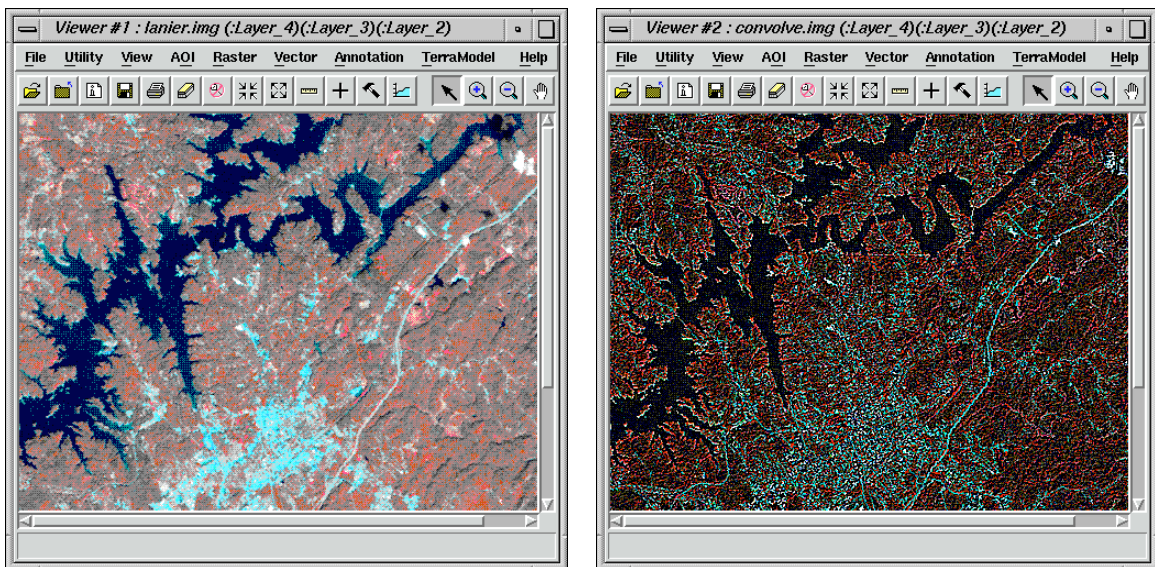 Viewer #1 : lanier.img (:Layer_4)(:Layer_3)(:Layer_2)
File Utility View AOI Raster Vector Annotation TerraModel Help
Viewer #2 : convolve.img (:Layer_4)(:Layer_3)(:Layer_2)
File Utility View AOI Raster Vector Annotation TerraModel Help